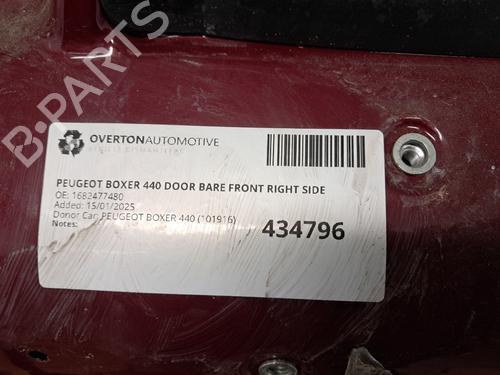 B-PARTS
OVERTONAUTOMOTIVE
PEUGEOT BOXER 440 DOOR BARE FRONT RIGHT SIDE
OE: 1682477480
Added: 15/01/2025
Donor Car: PEUGEOT BOXER 440 (101916)
Notes:
434796